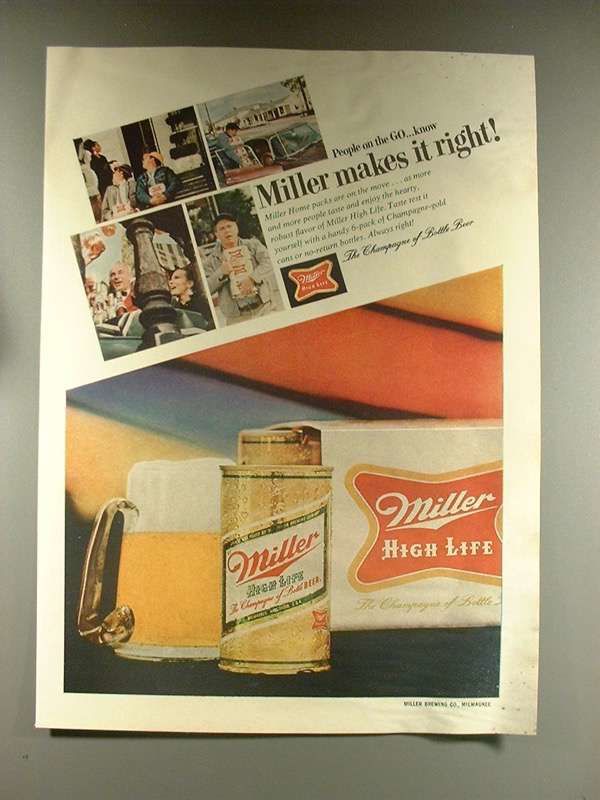 People on the GO...know
Miller makes it right!
Miller Home packs are on the move . . . as more
and more people taste and enjoy the hearty,
robust flavor of Miller High Life. Taste test it
yourself with a handy 6-pack of Champagne-gold
cans or no-return bottles. Always right!
The Champagne of Bottle Beer
Miller
HIGH LIFE
Miller
HIGH LIFE
The Champagne of Bottle
Miller
HIGH LIFE
The Champagne of Bottle BEER
MILLER BREWING CO., MILWAUKEE